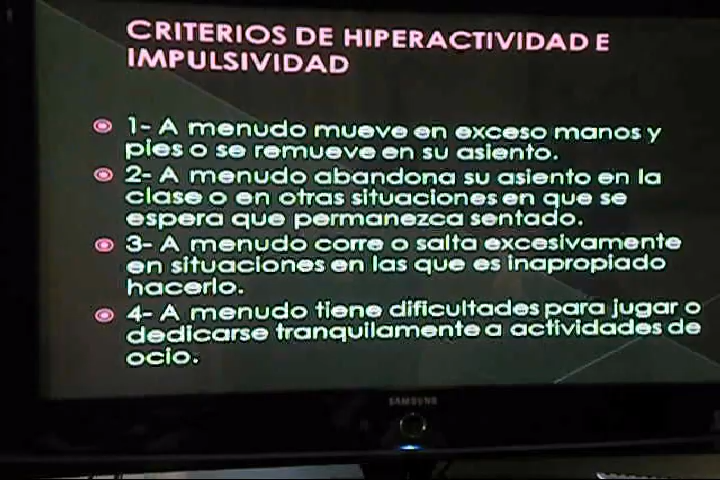 CRITERIOS DE HIPERACTIVIDAD E
IMPULSIVIDAD
1- A menudo mueve en exceso manos y
pies o se remueve en su asiento.
2- A menudo abandona su asiento en la
clase o en otras situaciones en que se
espera que permanezca sentado.
3- A menudo corre o salta excesivamente
en situaciones en las que es inapropiado
hacerlo.
4- A menudo tiene dificultades para jugar o
dedicarse tranquilamente a actividades de
ocio.
SAMSUNG